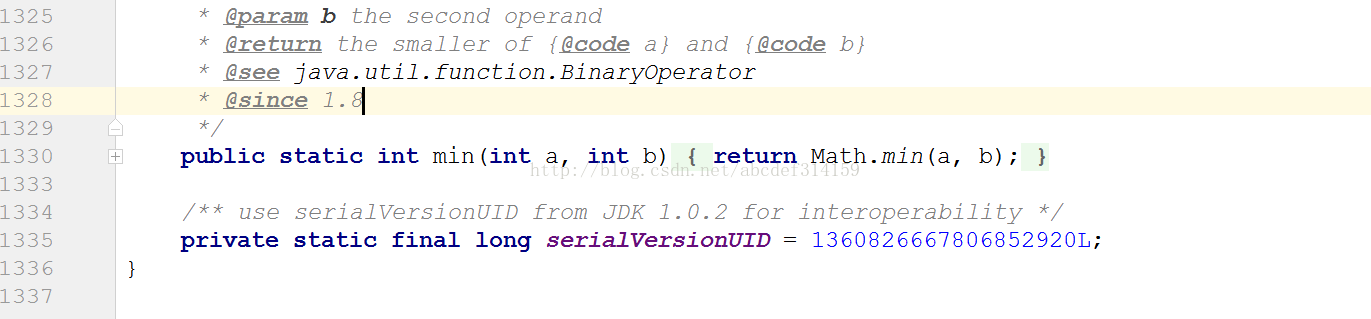 1325 * @param b the second operand
1326 * @return the smaller of {@code a} and {@code b}
1327 * @see java.util.function.BinaryOperator
1328 * @since 1.8
1329 */
1330 public static int min(int a, int b) { return Math.min(a, b); }
http://blog.csdn.net/abcdef314159
1333
1334 /** use serialVersionUID from JDK 1.0.2 for interoperability */
1335 private static final long serialVersionUID = 1360826667806852920L;
1336 }
1337